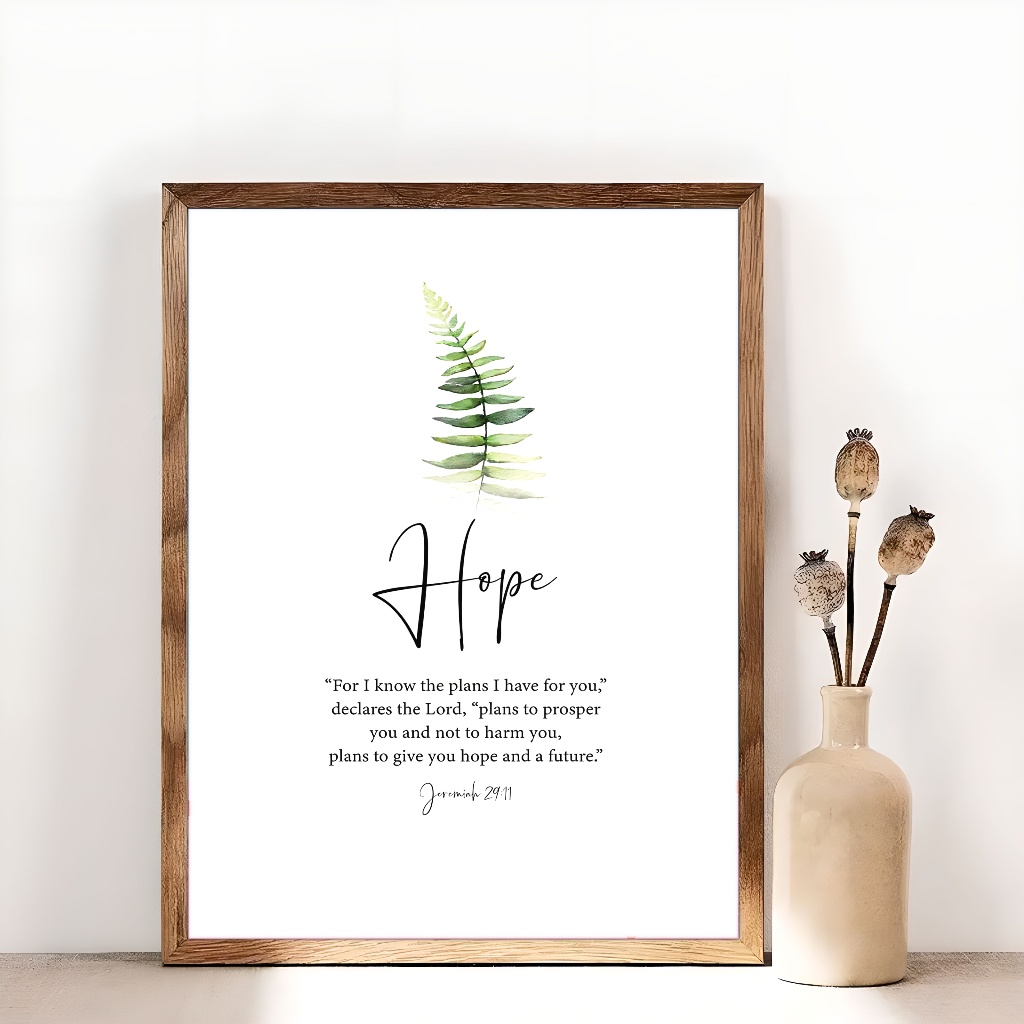 Hope
“For I know the plans I have for you,”
declares the Lord, “plans to prosper
you and not to harm you,
plans to give you hope and a future.”
Jeremiah 29:11